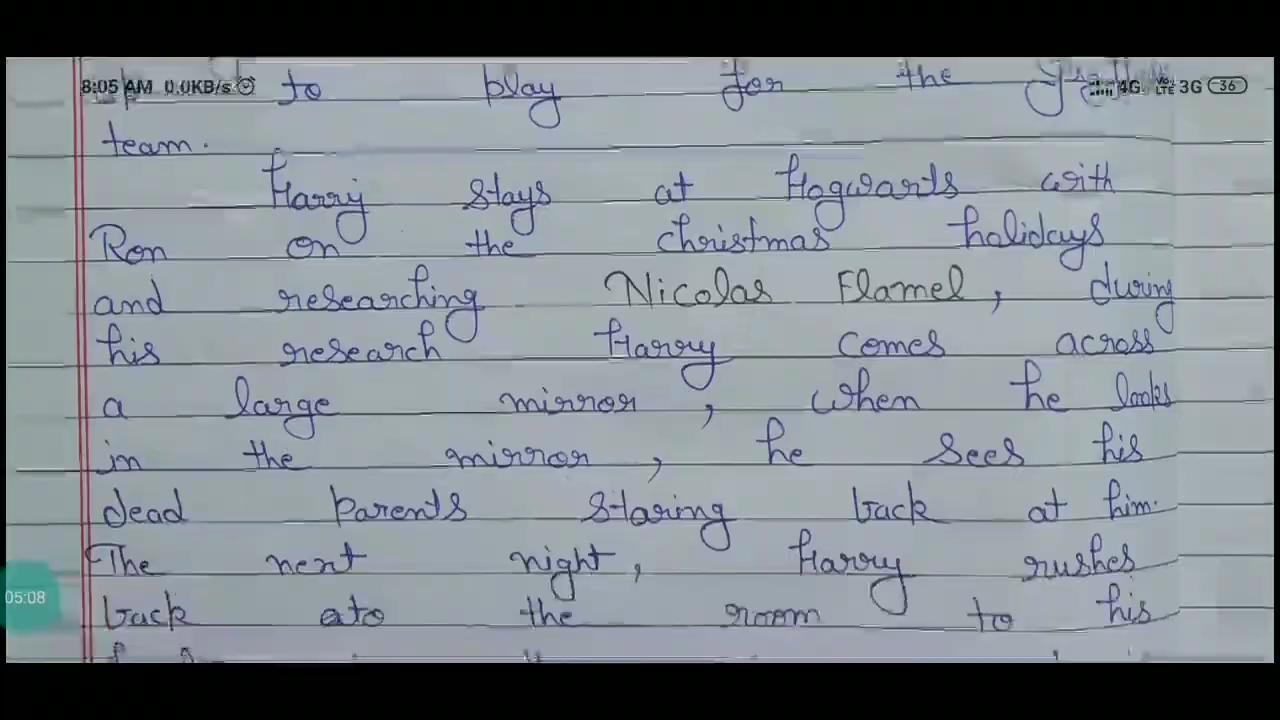 8:05 AM 0.0KB/s 4G VoLTE 3G 36
to play for the
team.
Harry stays at Hogwarts with
Ron on the christmas holidays
and researching Nicolas Flamel, during
his research Harry comes across
a large mirror, when he looks
in the mirror, he sees his
dead parents staring back at him.
The next night, Harry rushes
05:08
back ato the room to his